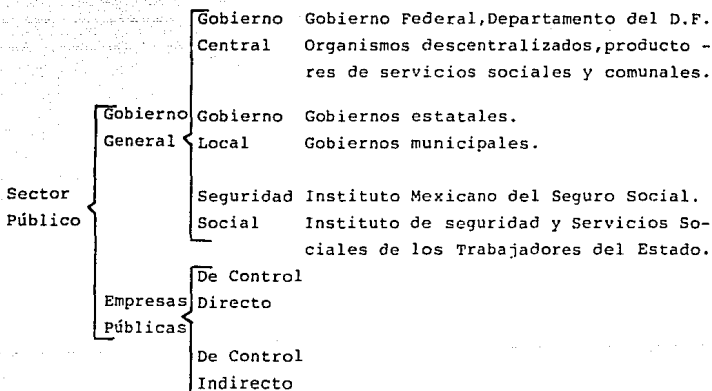 Gobierno Gobierno Federal,Departamento del D.F.
Central Organismos descentralizados,producto -
res de servicios sociales y comunales.
Gobierno Gobierno Gobiernos estatales.
General Local Gobiernos municipales.
Sector Seguridad Instituto Mexicano del Seguro Social.
Público Social Instituto de seguridad y Servicios So-
ciales de los Trabajadores del Estado.
De Control
Empresas Directo
Públicas
De Control
Indirecto